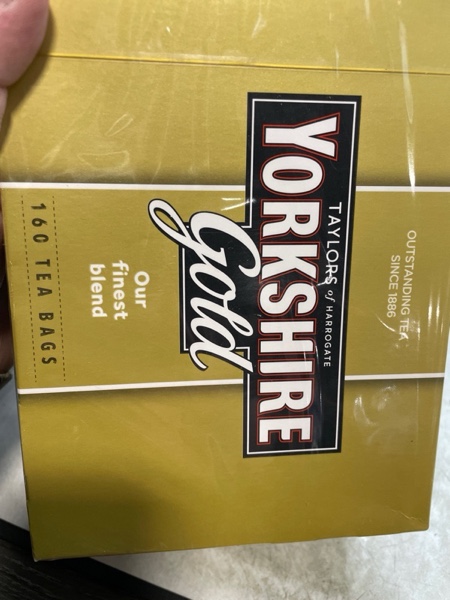 OUTSTANDING TEA
SINCE 1886
TAYLORS of HARROGATE
YORKSHIRE
Gold
Our
finest
blend
160 TEA BAGS